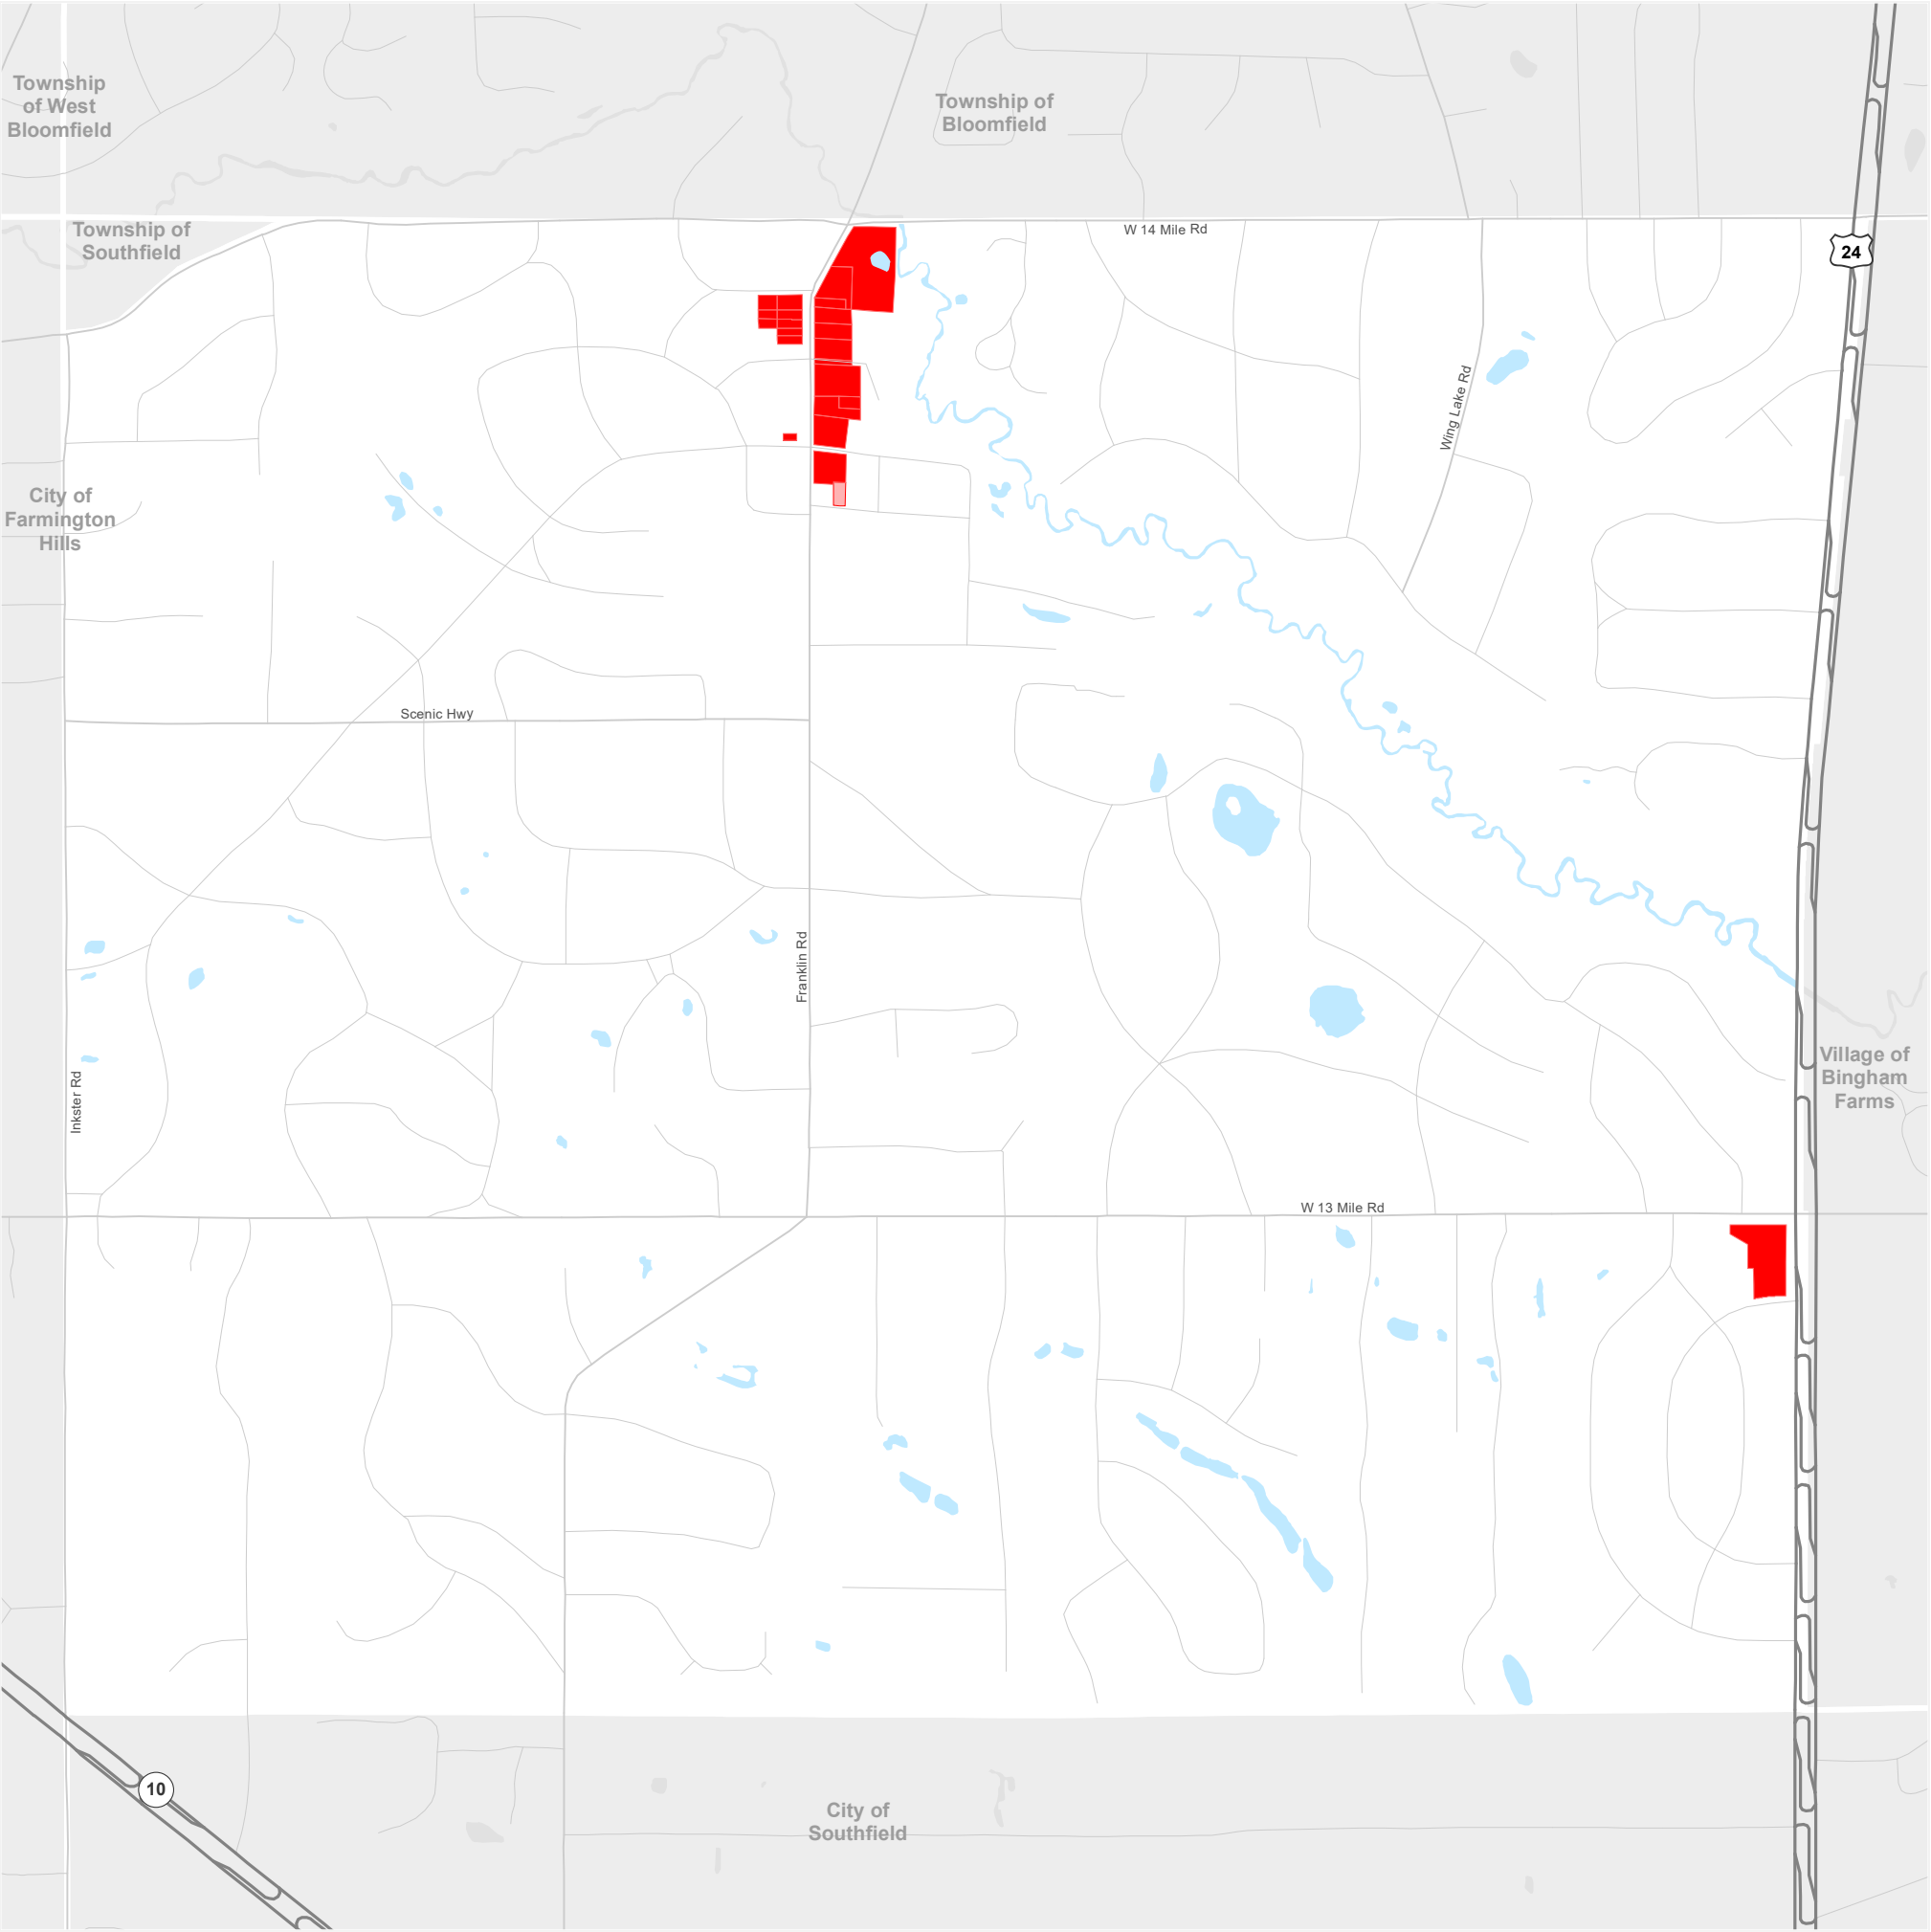 Township
of West
Bloomfield
Township of
Bloomfield
Township of
Southfield
W 14 Mile Rd
24
Wing Lake Rd
City of
Farmington
Hills
Scenic Hwy
Franklin Rd
Inkster Rd
Village of
Bingham
Farms
W 13 Mile Rd
10
City of
Southfield